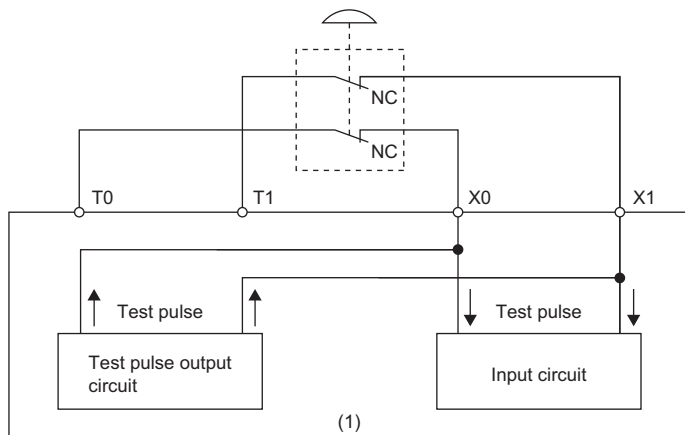 NC
NC
T0
T1
X0
X1
Test pulse
Test pulse
Test pulse output
circuit
Input circuit
(1)